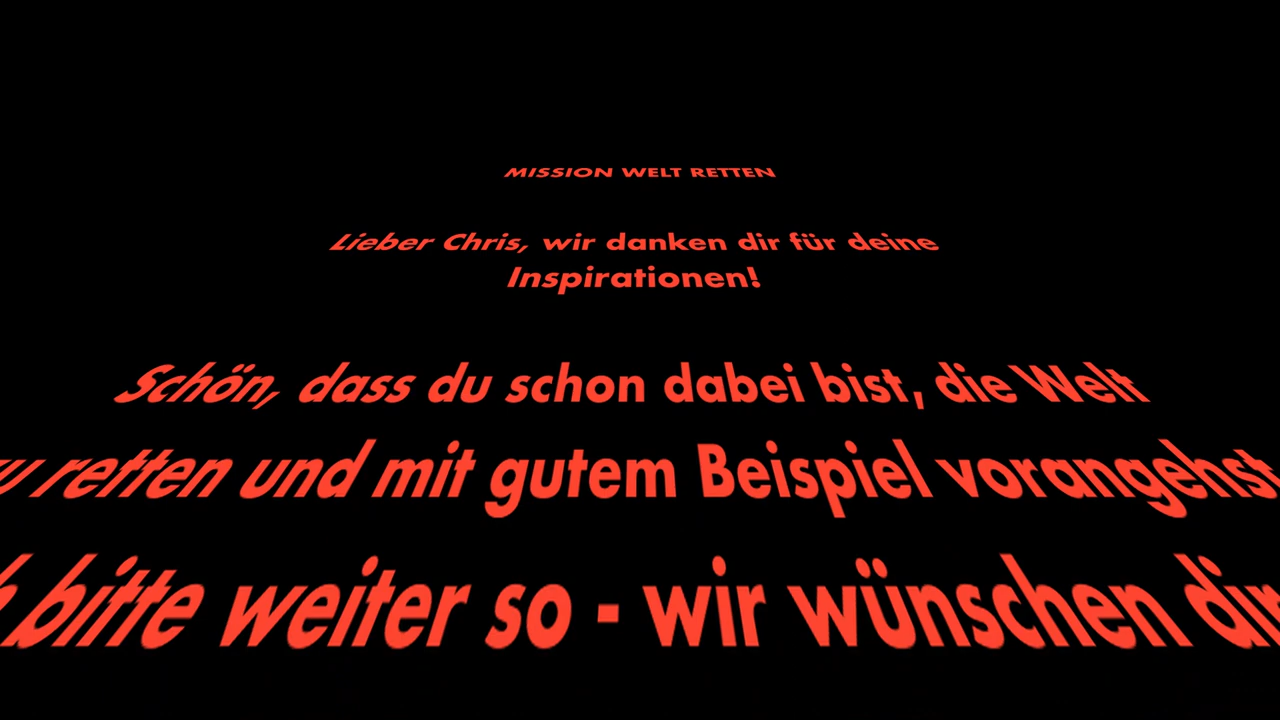 MISSION WELT RETTEN
Lieber Chris, wir danken dir für deine
Inspirationen!
Schön, dass du schon dabei bist, die Welt
retten und mit gutem Beispiel vorangehst
bitte weiter so - wir wünschen dir